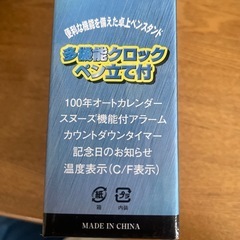 便利な機能を備えた卓上ペンスタンド
多機能クロック
ペン立て付
100年オートカレンダー
スヌーズ機能付アラーム
カウントダウンタイマー
記念日のお知らせ
温度表示(C/F表示)
紙
プラ
箱
内装
MADE IN CHINA